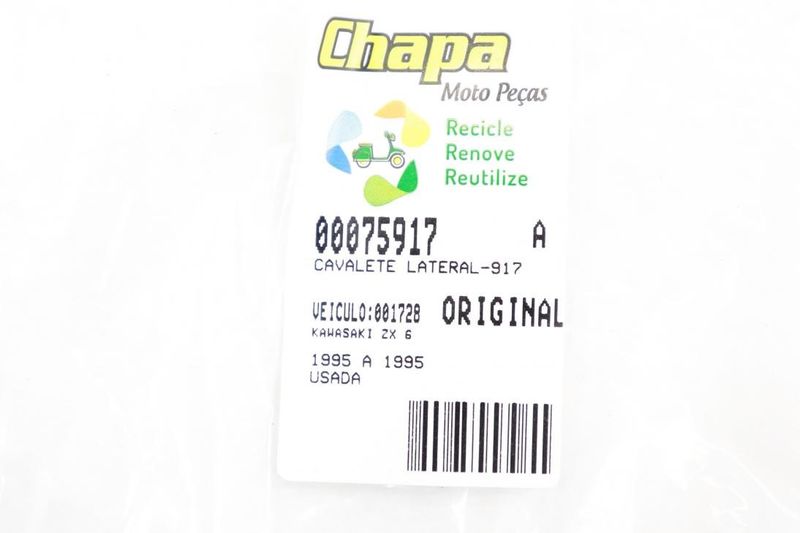 Chapa
Moto Peças
Recicle
Renove
Reutilize
00075917 A
CAVALETE LATERAL-917
VEICULO:001728 ORIGINAL
KAWASAKI ZX 6
1995 A 1995
USADA